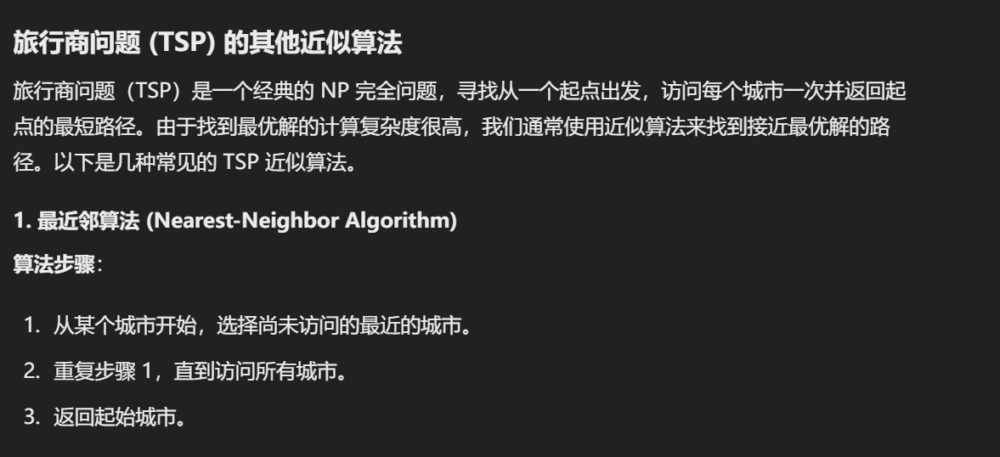 旅行商问题 (TSP) 的其他近似算法
旅行商问题（TSP）是一个经典的 NP 完全问题，寻找从一个起点出发，访问每个城市一次并返回起
点的最短路径。由于找到最优解的计算复杂度很高，我们通常使用近似算法来找到接近最优解的路
径。以下是几种常见的 TSP 近似算法。
1. 最近邻算法 (Nearest-Neighbor Algorithm)
算法步骤：
1. 从某个城市开始，选择尚未访问的最近的城市。
2. 重复步骤 1，直到访问所有城市。
3. 返回起始城市。